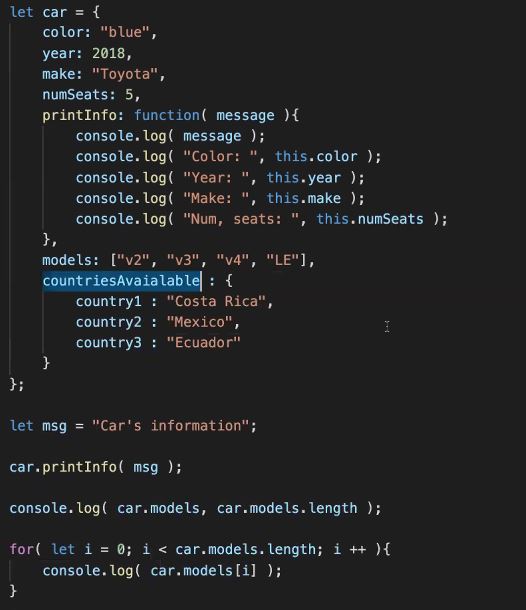 let car = {
    color: "blue",
    year: 2018,
    make: "Toyota",
    numSeats: 5,
    printInfo: function( message ){
        console.log( message );
        console.log( "Color: ", this.color );
        console.log( "Year: ", this.year );
        console.log( "Make: ", this.make );
        console.log( "Num, seats: ", this.numSeats );
    },
    models: ["v2", "v3", "v4", "LE"],
    countriesAvaialable : {
        country1 : "Costa Rica",
        country2 : "Mexico",
        country3 : "Ecuador"
    }
};

let msg = "Car's information";

car.printInfo( msg );

console.log( car.models, car.models.length );

for( let i = 0; i < car.models.length; i ++ ){
    console.log( car.models[i] );
}